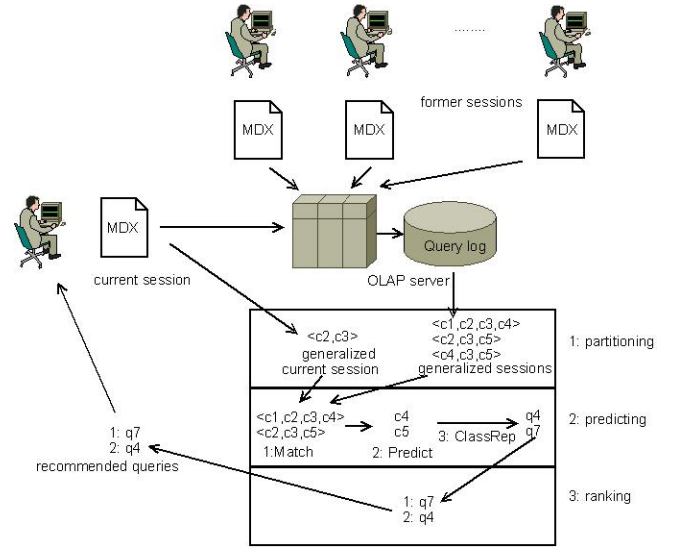 ........
former sessions
MDX
MDX
MDX
MDX
current session
Query log
OLAP server
<c2,c3>
generalized
current session
<c1,c2,c3,c4>
<c2,c3,c5>
<c4,c3,c5>
generalized sessions
1: partitioning
<c1,c2,c3,c4>
<c2,c3,c5>
1:Match
c4
c5
2: Predict
3: ClassRep
q4
q7
2: predicting
1: q7
2: q4
recommended queries
1: q7
2: q4
3: ranking